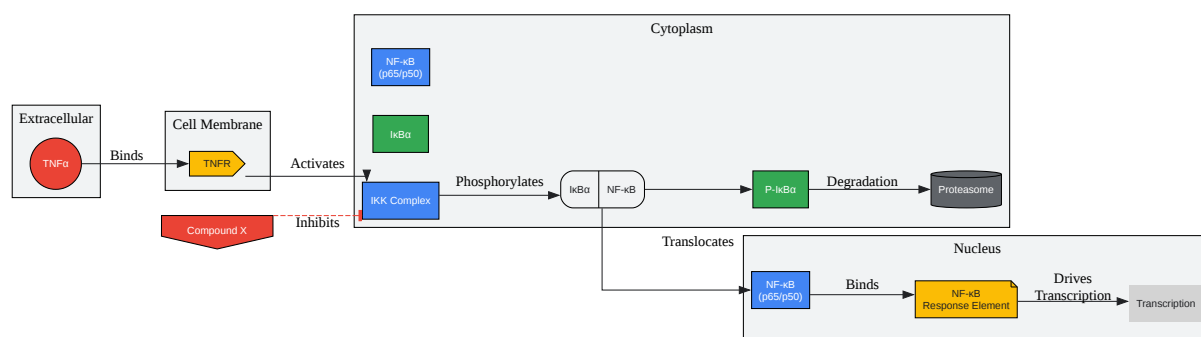 Cytoplasm
NF-κB
(p65/p50)
Extracellular
TNFα
Binds
Cell Membrane
TNFR
Activates
IκBα
IKK Complex
Phosphorylates
IκBα
NF-κB
P-IκBα
Degradation
Proteasome
Compound X
Inhibits
Translocates
Nucleus
NF-κB
(p65/p50)
Binds
NF-κB
Response Element
Drives
Transcription
Transcription